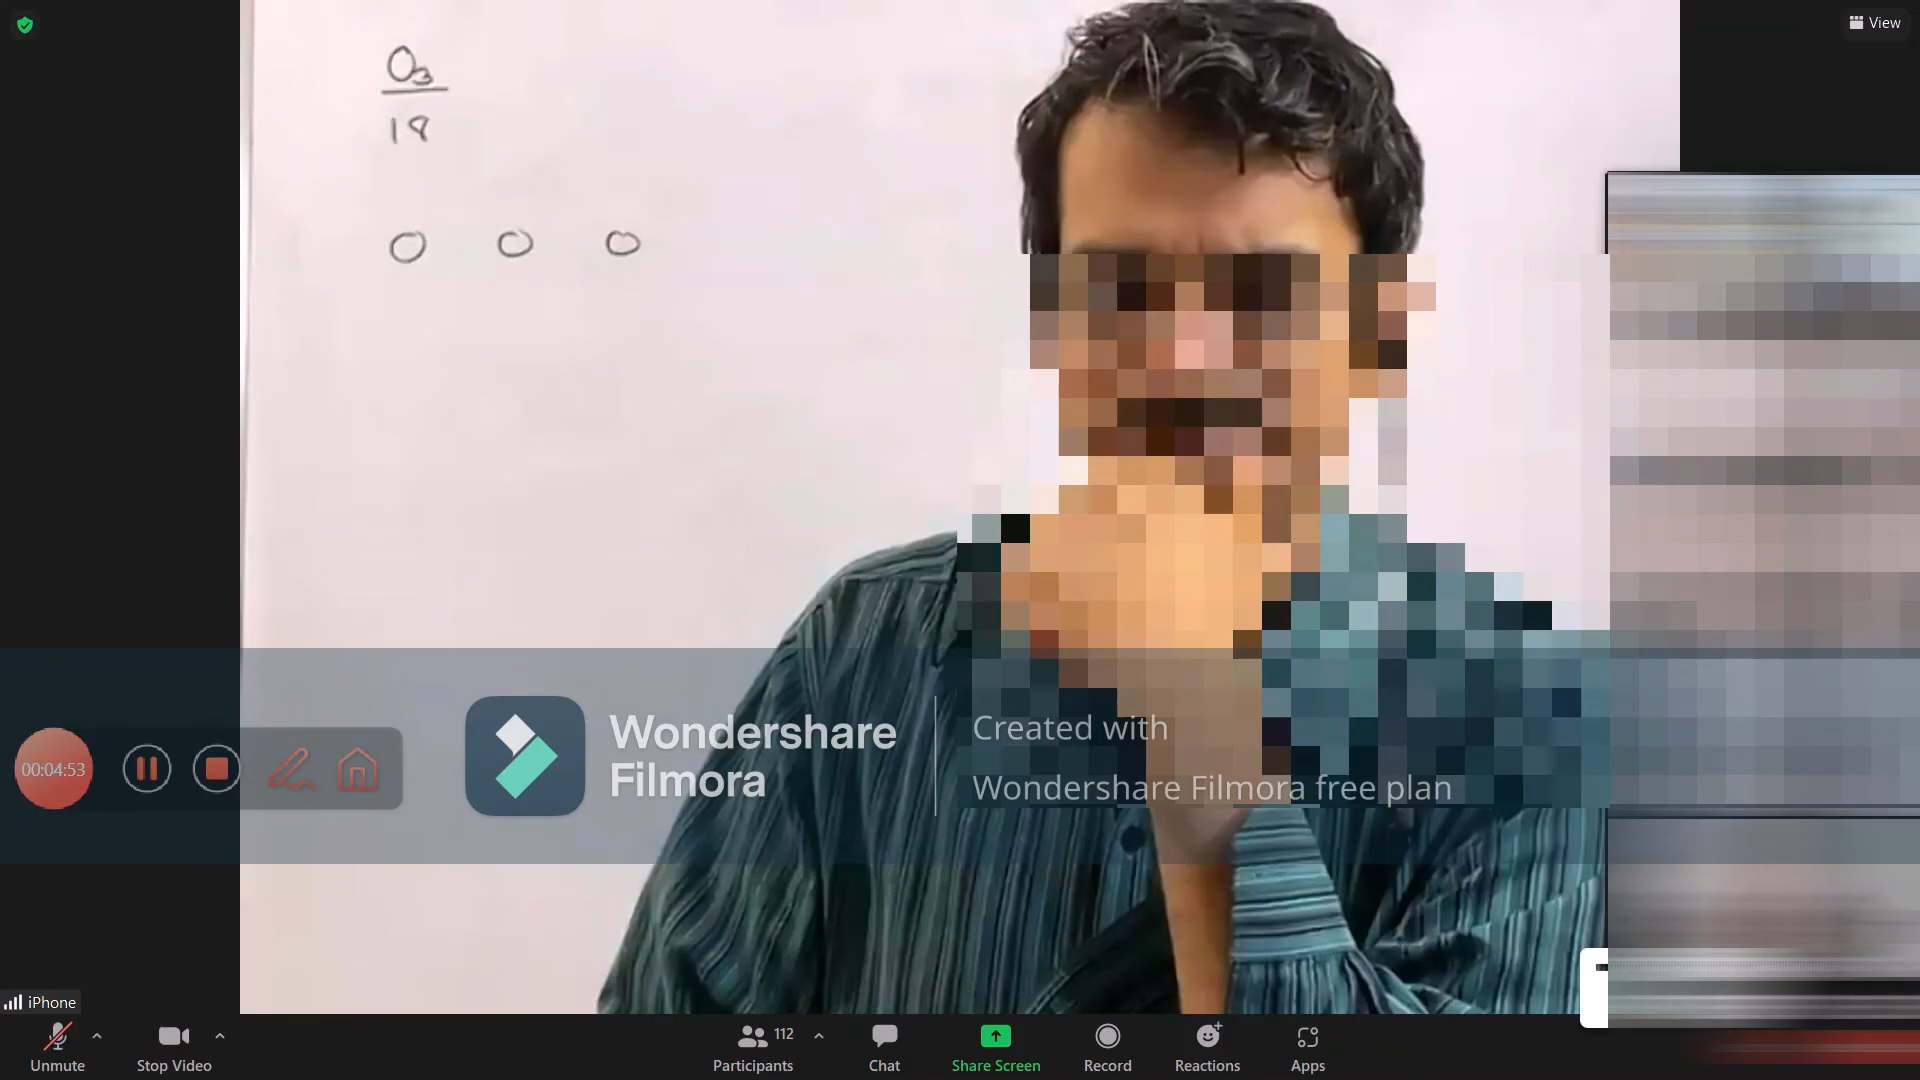 View
O3
18
O O O
00:04:53
Wondershare
Filmora
Created with
Wondershare Filmora free plan
iPhone
Unmute
Stop Video
Participants
112
Chat
Share Screen
Record
Reactions
Apps